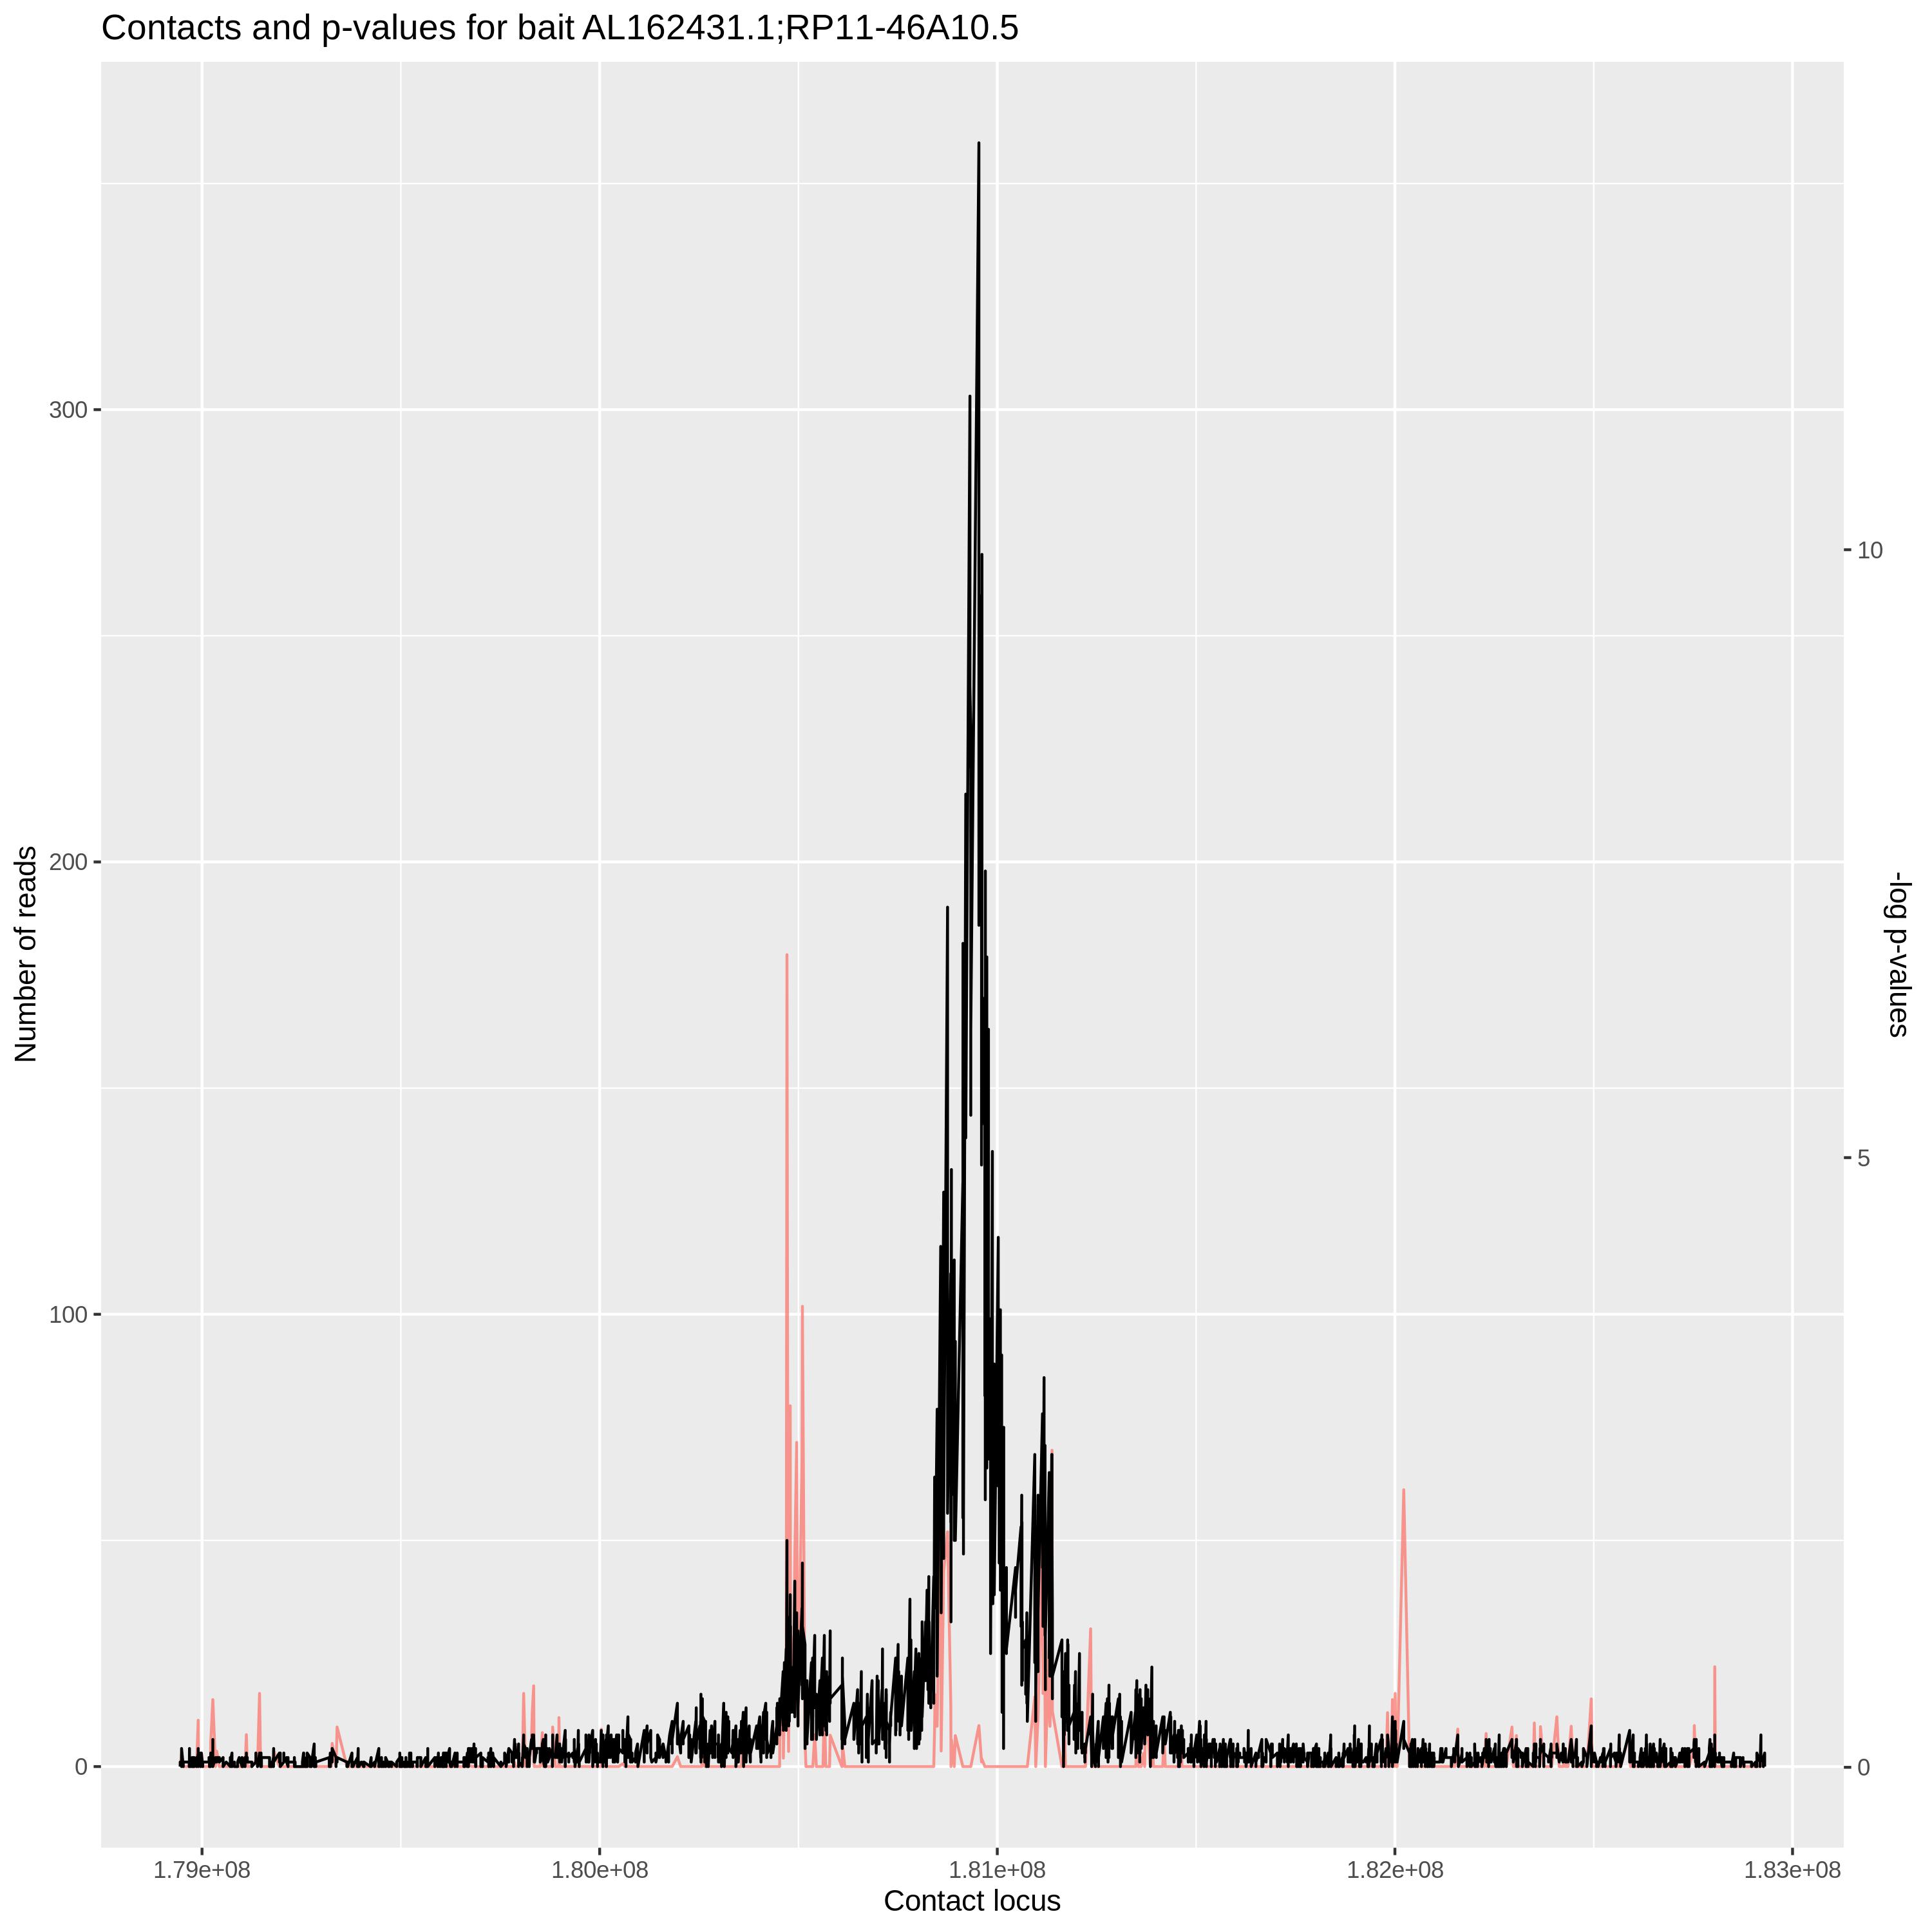 Contacts and p-values for bait AL162431.1;RP11-46A10.5
300
200
100
0
Number of reads
10
5
0
-log p-values
1.79e+08 1.80e+08 1.81e+08 1.82e+08 1.83e+08
Contact locus